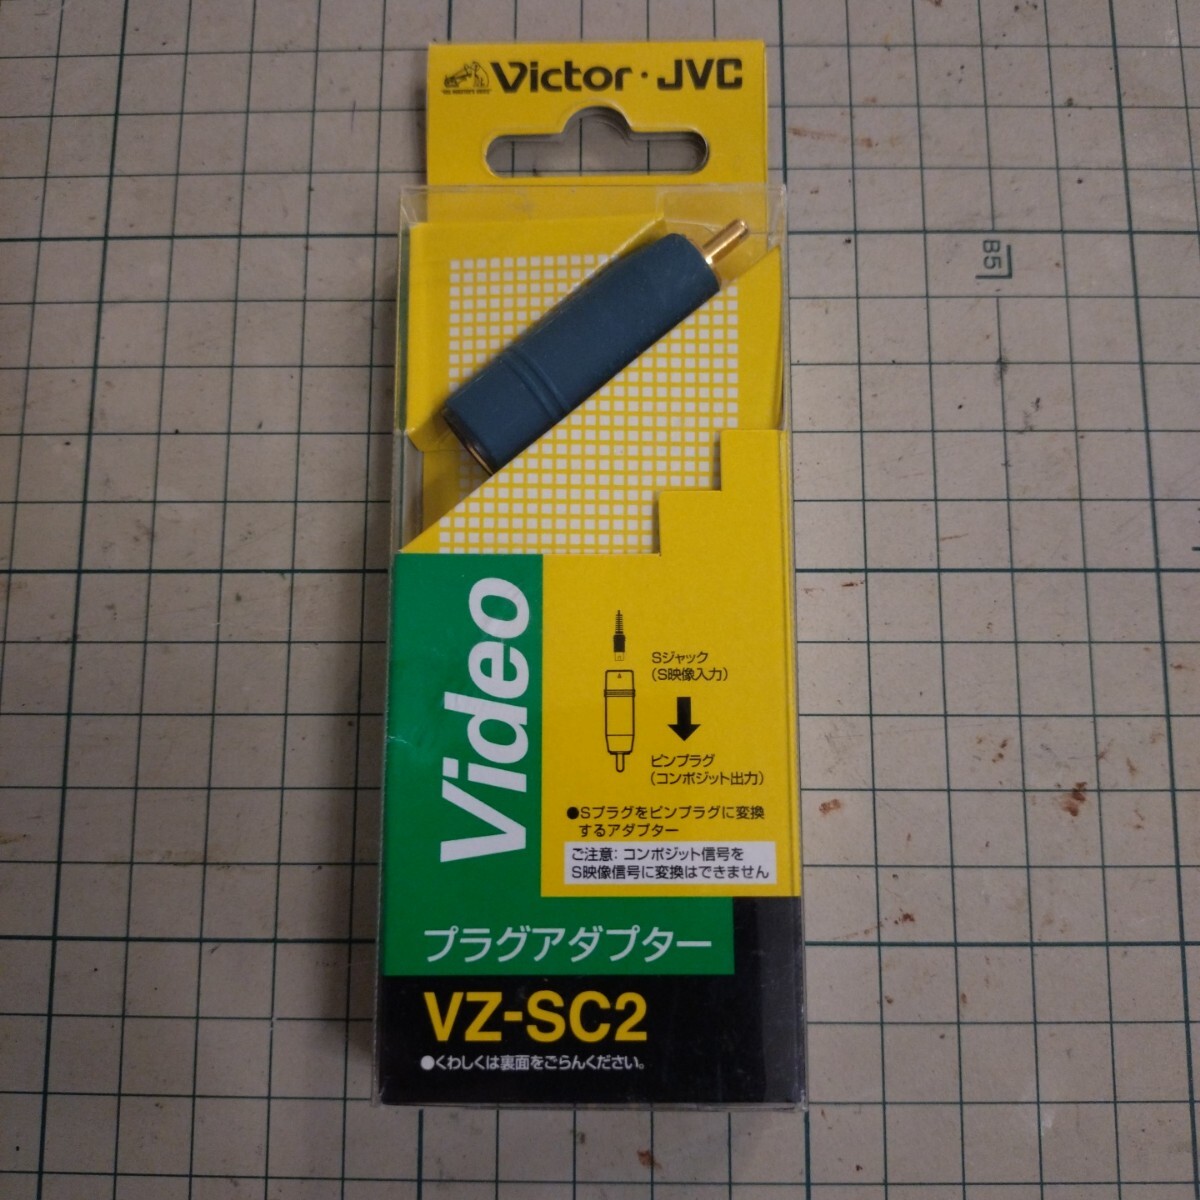 Victor・JVC
"HIS MASTER'S VOICE"
B5
Video
Sジャック
(S映像入力)
ピンプラグ
(コンポジット出力)
●Sプラグをピンプラグに変換
するアダプター
ご注意:コンポジット信号を
S映像信号に変換はできません
プラグアダプター
VZ-SC2
●くわしくは裏面をごらんください。